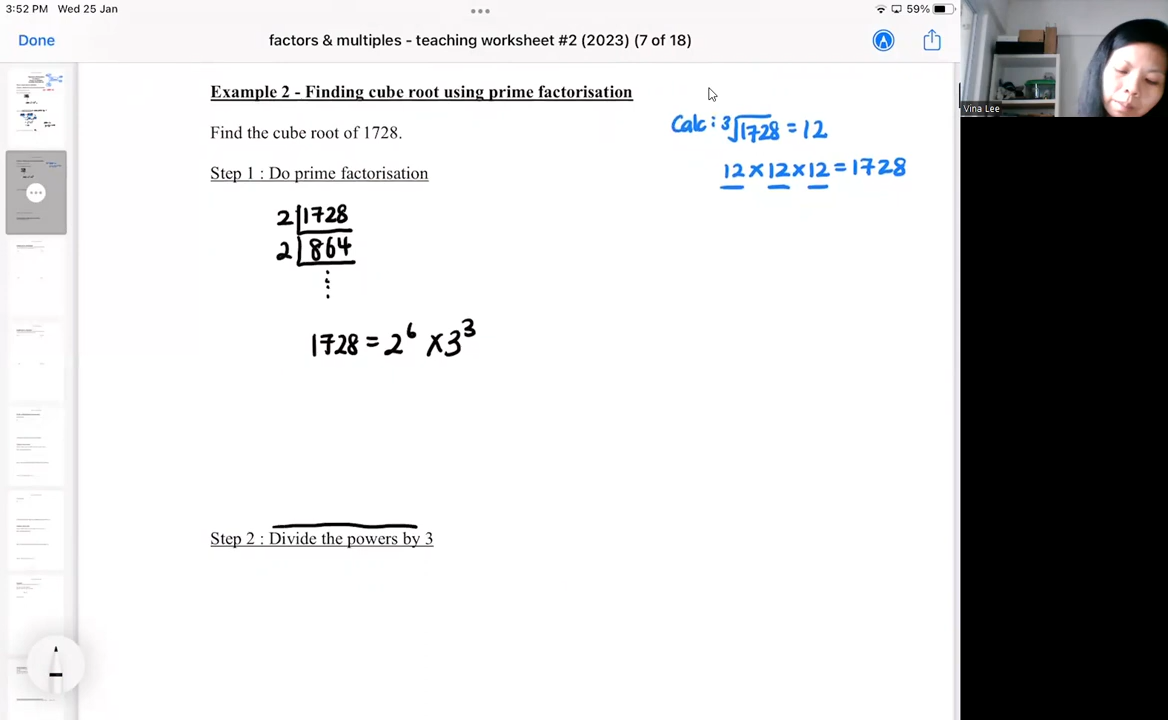 3:52 PM Wed 25 Jan
59%
Done
factors & multiples - teaching worksheet #2 (2023) (7 of 18)
Vina Lee
Example 2 - Finding cube root using prime factorisation
Calc: ³√1728 = 12
Find the cube root of 1728.
12 × 12 × 12 = 1728
Step 1 : Do prime factorisation
2 | 1728
2 | 864
⋮
1728 = 2⁶ × 3³
Step 2 : Divide the powers by 3